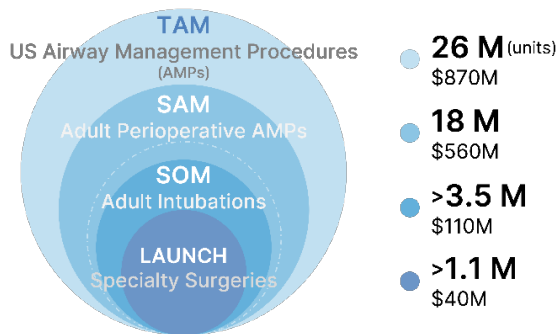 TAM
US Airway Management Procedures
(AMPs)
SAM
Adult Perioperative AMPs
SOM
Adult Intubations
LAUNCH
Specialty Surgeries
26 M (units)
$870M
18 M
$560M
>3.5 M
$110M
>1.1 M
$40M